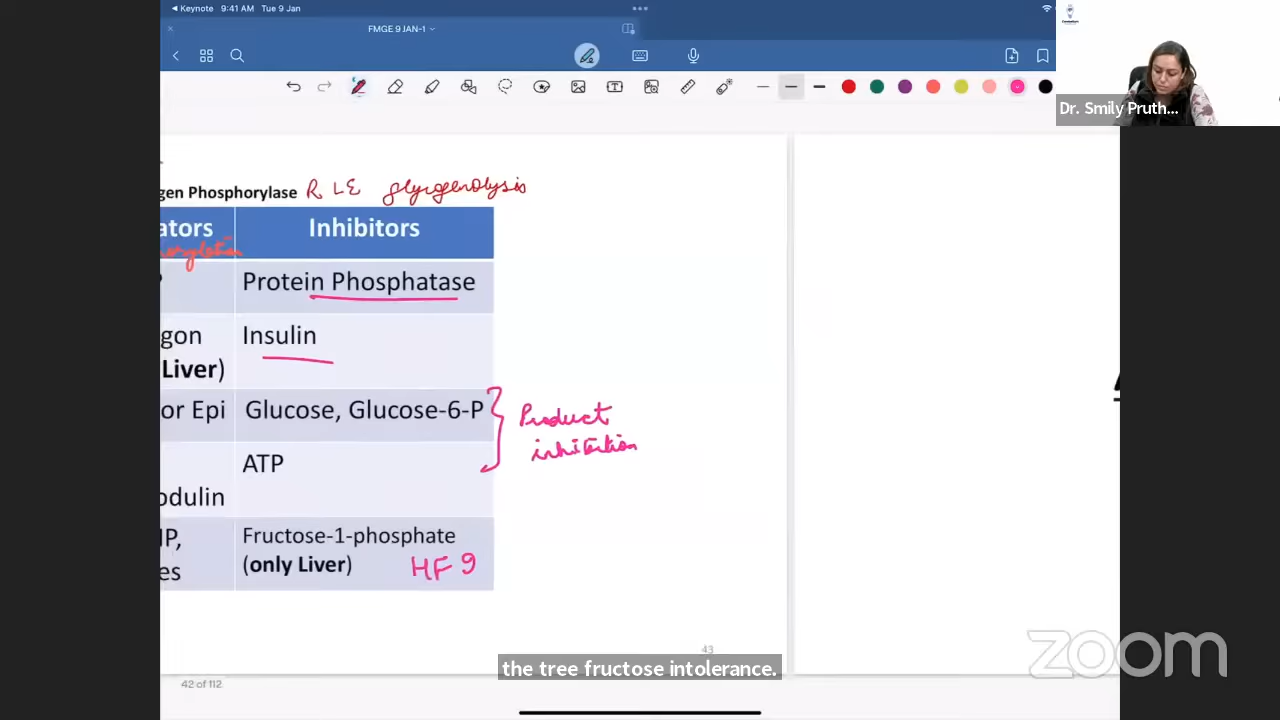 Keynote 9:41 AM Tue 9 Jan
FMGE 9 JAN-1
Dr. Smily Pruth...
gen Phosphorylase R L E glycogenolysis
ators Inhibitors
Protein Phosphatase
gon Insulin
Liver)
or Epi Glucose, Glucose-6-P
Product
inhibition
ATP
odulin
IP, Fructose-1-phosphate
es (only Liver) HF 9
43
the tree fructose intolerance.
42 of 112
zoom